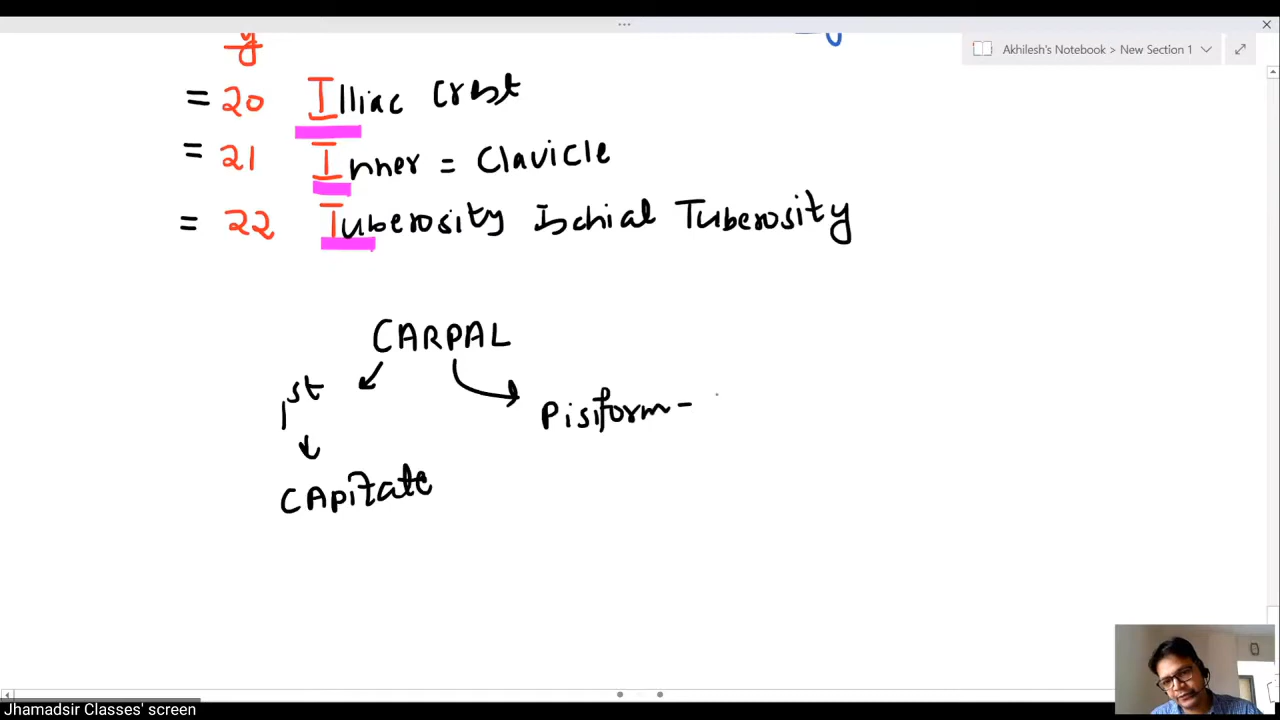 y
Akhilesh's Notebook > New Section 1
= 20 Illiac Crest
= 21 Inner = Clavicle
= 22 Tuberosity Ischial Tuberosity
CARPAL
1st
Pisiform -
CApitate
Jhamadsir Classes' screen